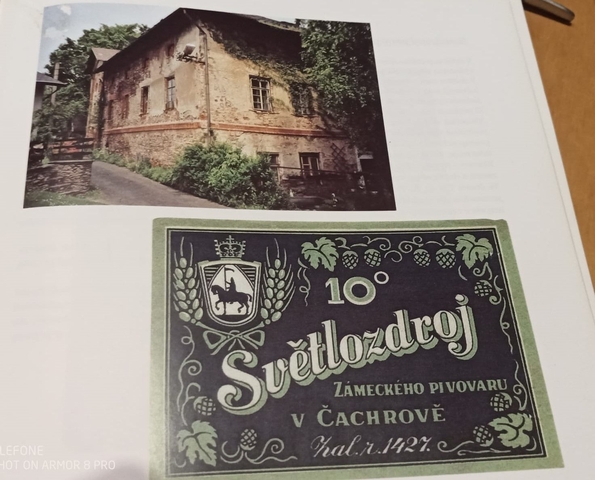 10°
Světlozdroj
ZÁMECKÉHO PIVOVARU
V ČACHROVĚ
Zal. r. 1427.
LEFONE
HOT ON ARMOR 8 PRO